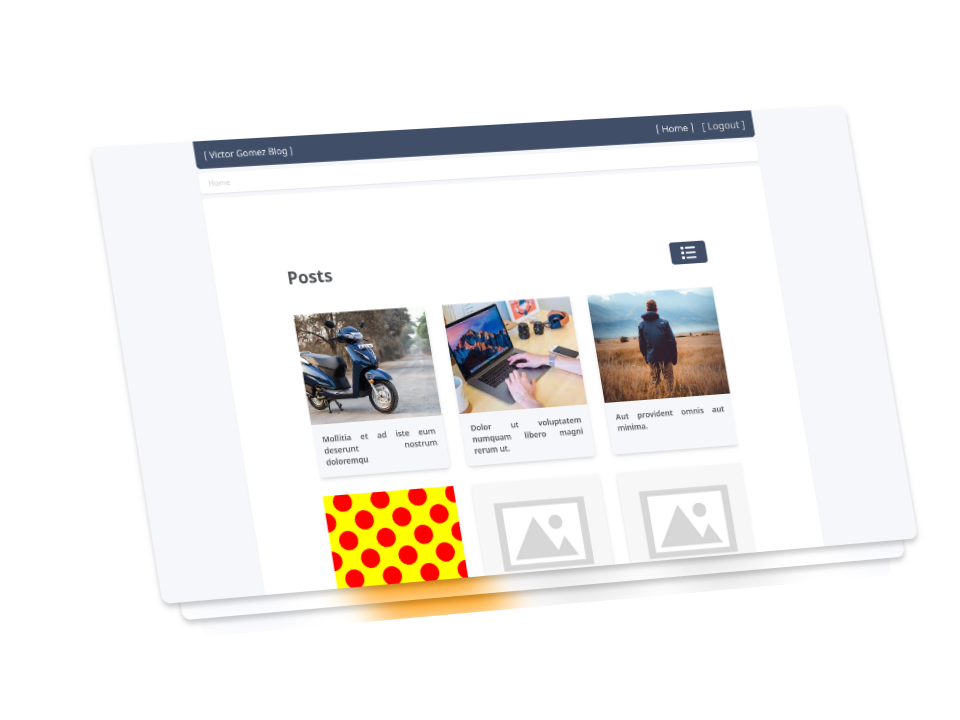 [ Victor Gomez Blog ]
[ Home ] [ Logout ]
Home
Posts
Mollitia et ad iste eum
deserunt nostrum
doloremqu
Dolor ut voluptatem
numquam libero magni
rerum ut.
Aut provident omnis aut
minima.